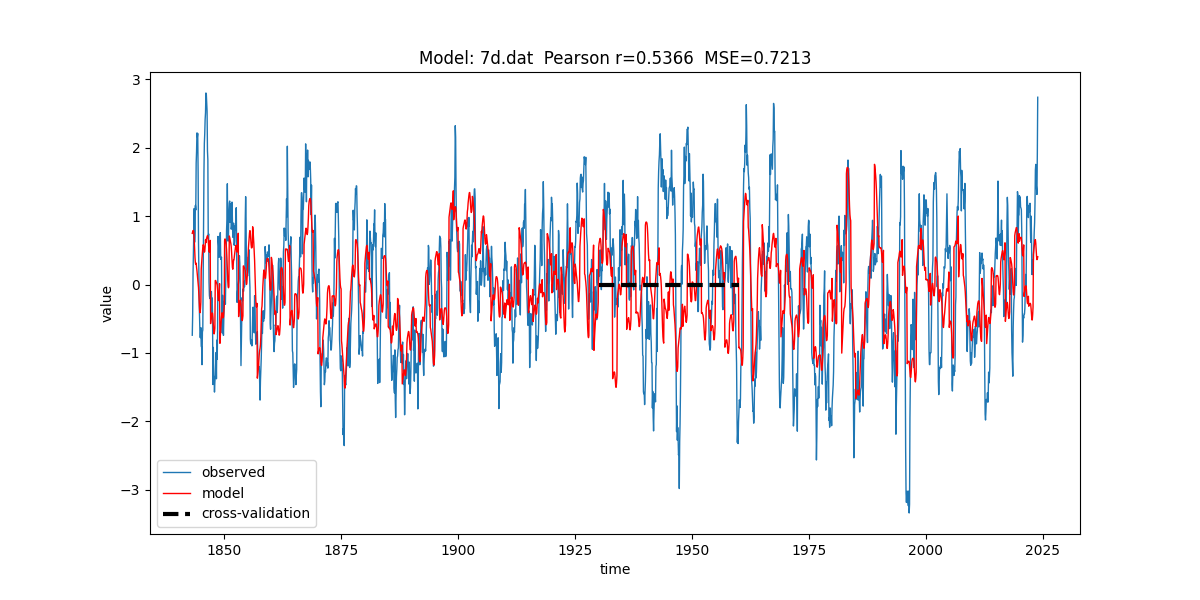 Model: 7d.dat  Pearson r=0.5366  MSE=0.7213
3
2
1
0
−1
−2
−3
value
observed
model
cross-validation
1850
1875
1900
1925
1950
1975
2000
2025
time